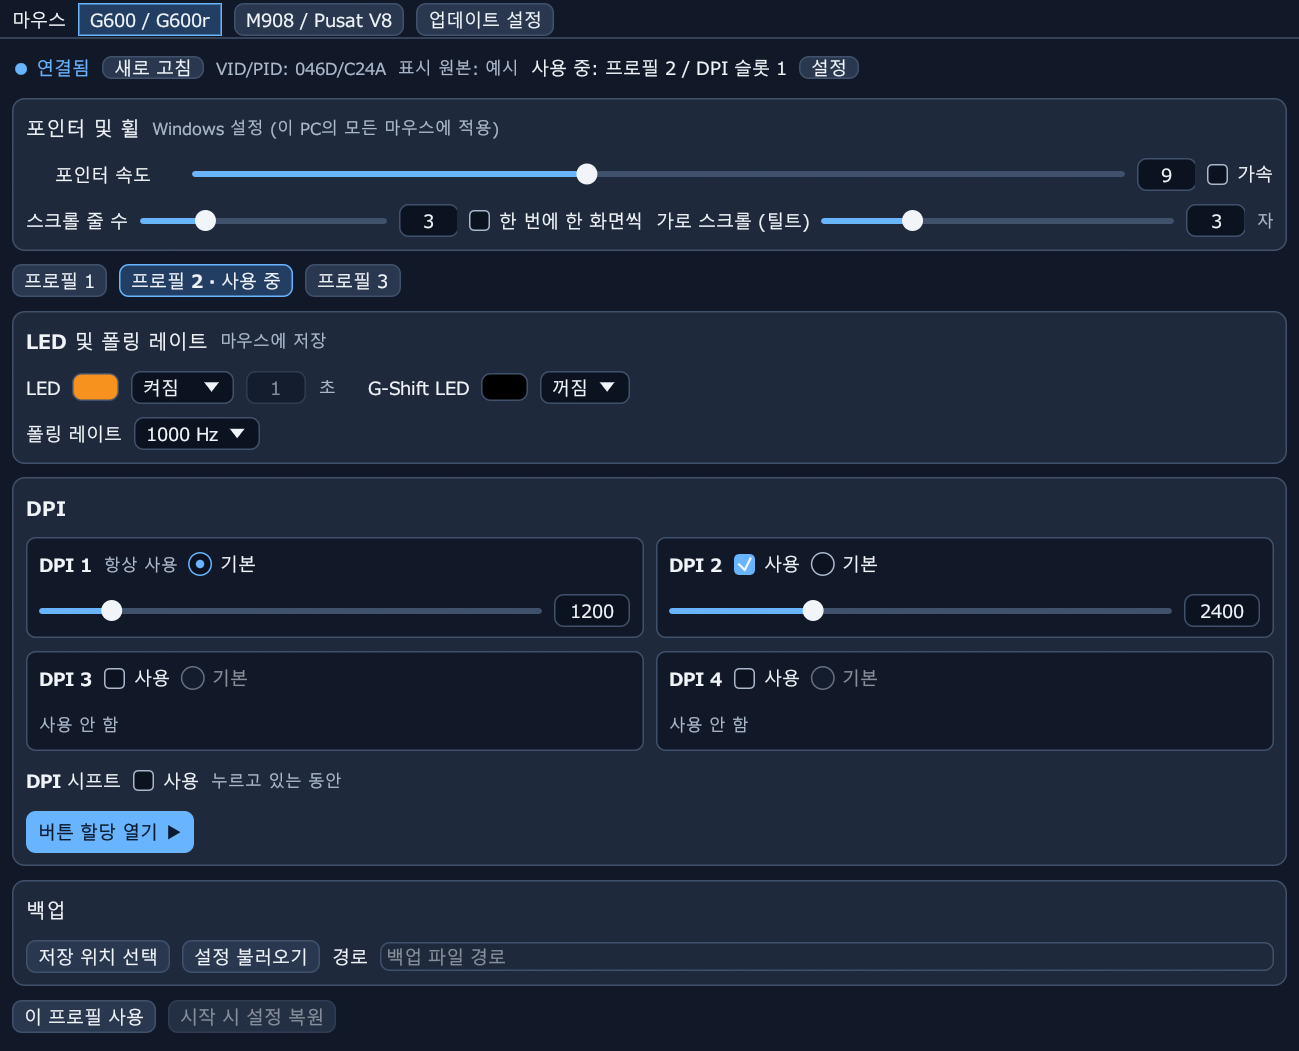 마우스 G600 / G600r M908 / Pusat V8 업데이트 설정
연결됨 새로 고침 VID/PID: 046D/C24A 표시 원본: 예시 사용 중: 프로필 2 / DPI 슬롯 1 설정
포인터 및 휠 Windows 설정 (이 PC의 모든 마우스에 적용)
포인터 속도 9 가속
스크롤 줄 수 3 한 번에 한 화면씩 가로 스크롤 (틸트) 3 자
프로필 1 프로필 2 · 사용 중 프로필 3
LED 및 폴링 레이트 마우스에 저장
LED 켜짐 1 초 G-Shift LED 꺼짐
폴링 레이트 1000 Hz
DPI
DPI 1 항상 사용 기본 DPI 2 사용 기본
1200 2400
DPI 3 사용 기본 DPI 4 사용 기본
사용 안 함 사용 안 함
DPI 시프트 사용 누르고 있는 동안
버튼 할당 열기 ▶
백업
저장 위치 선택 설정 불러오기 경로 백업 파일 경로
이 프로필 사용 시작 시 설정 복원